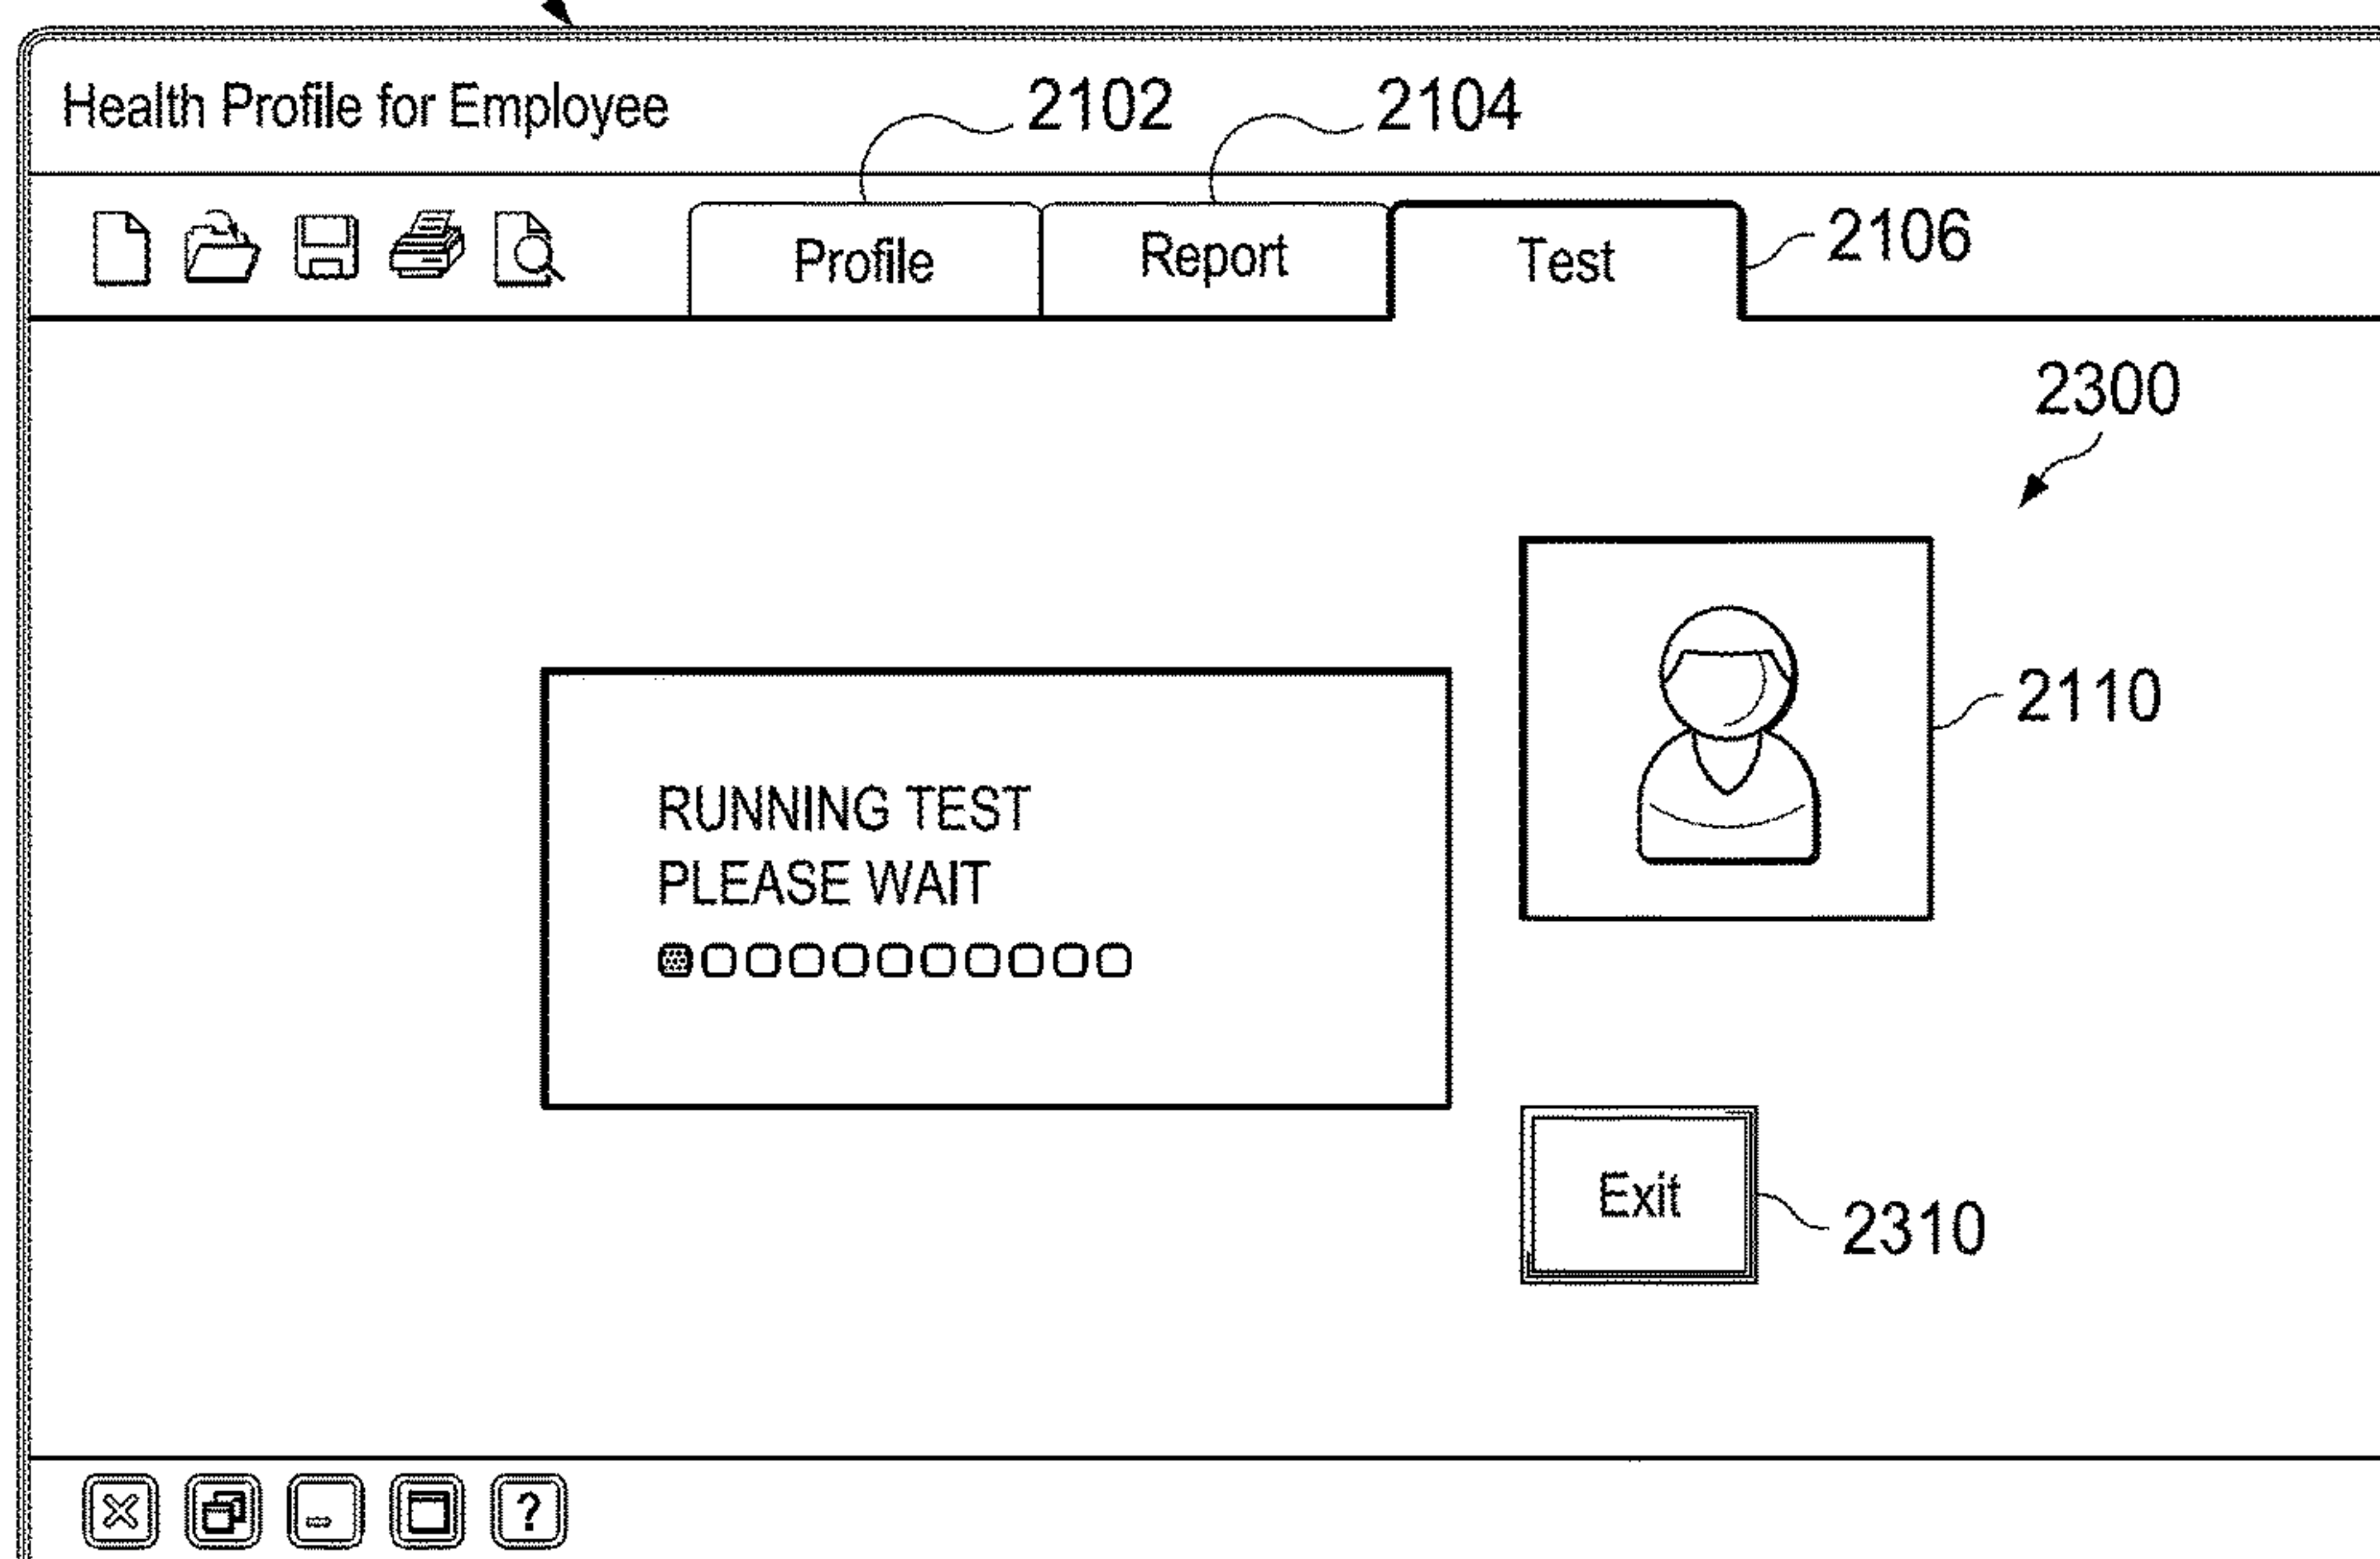 Health Profile for Employee
2102
2104
Profile
Report
Test
2106
2300
2110
RUNNING TEST
PLEASE WAIT
Exit
2310
?